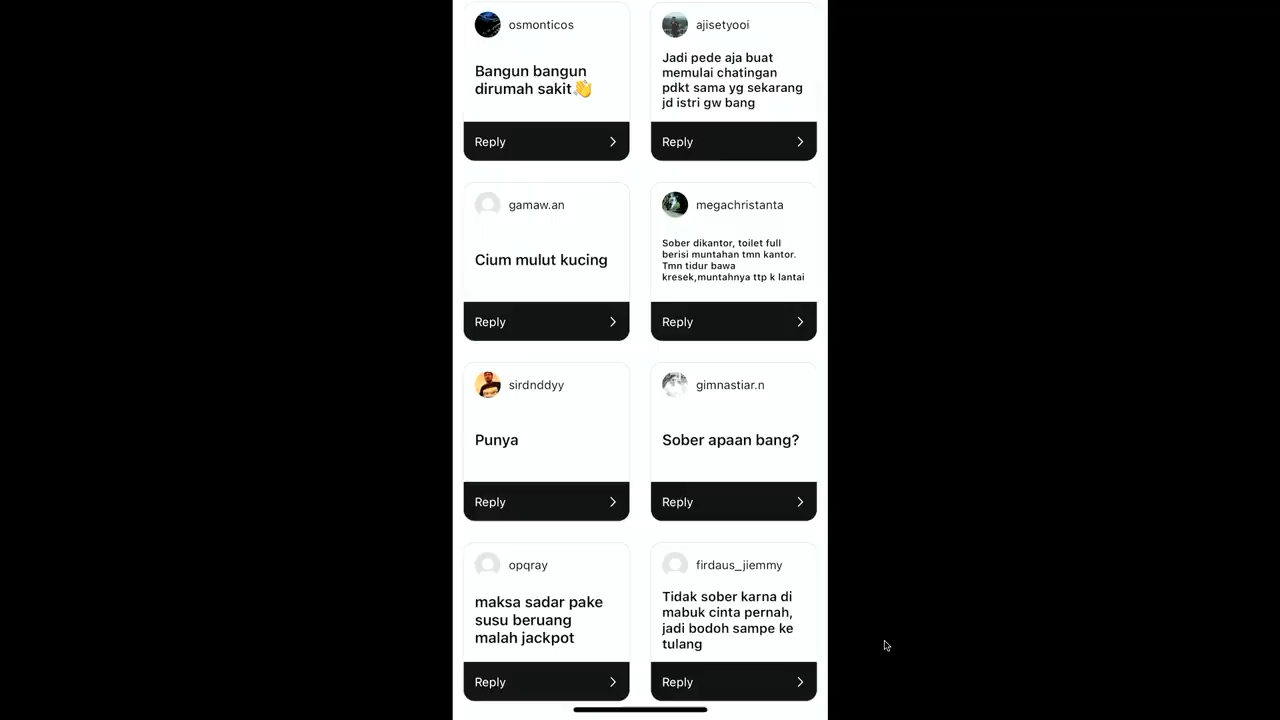 osmonticos
Bangun bangun
dirumah sakit👋
Reply
ajisetyooi
Jadi pede aja buat
memulai chatingan
pdkt sama yg sekarang
jd istri gw bang
Reply
gamaw.an
Cium mulut kucing
Reply
megachristanta
Sober dikantor, toilet full
berisi muntahan tmn kantor.
Tmn tidur bawa
kresek,muntahnya ttp k lantai
Reply
sirdnddyy
Punya
Reply
gimnastiar.n
Sober apaan bang?
Reply
opqray
maksa sadar pake
susu beruang
malah jackpot
Reply
firdaus_jiemmy
Tidak sober karna di
mabuk cinta pernah,
jadi bodoh sampe ke
tulang
Reply